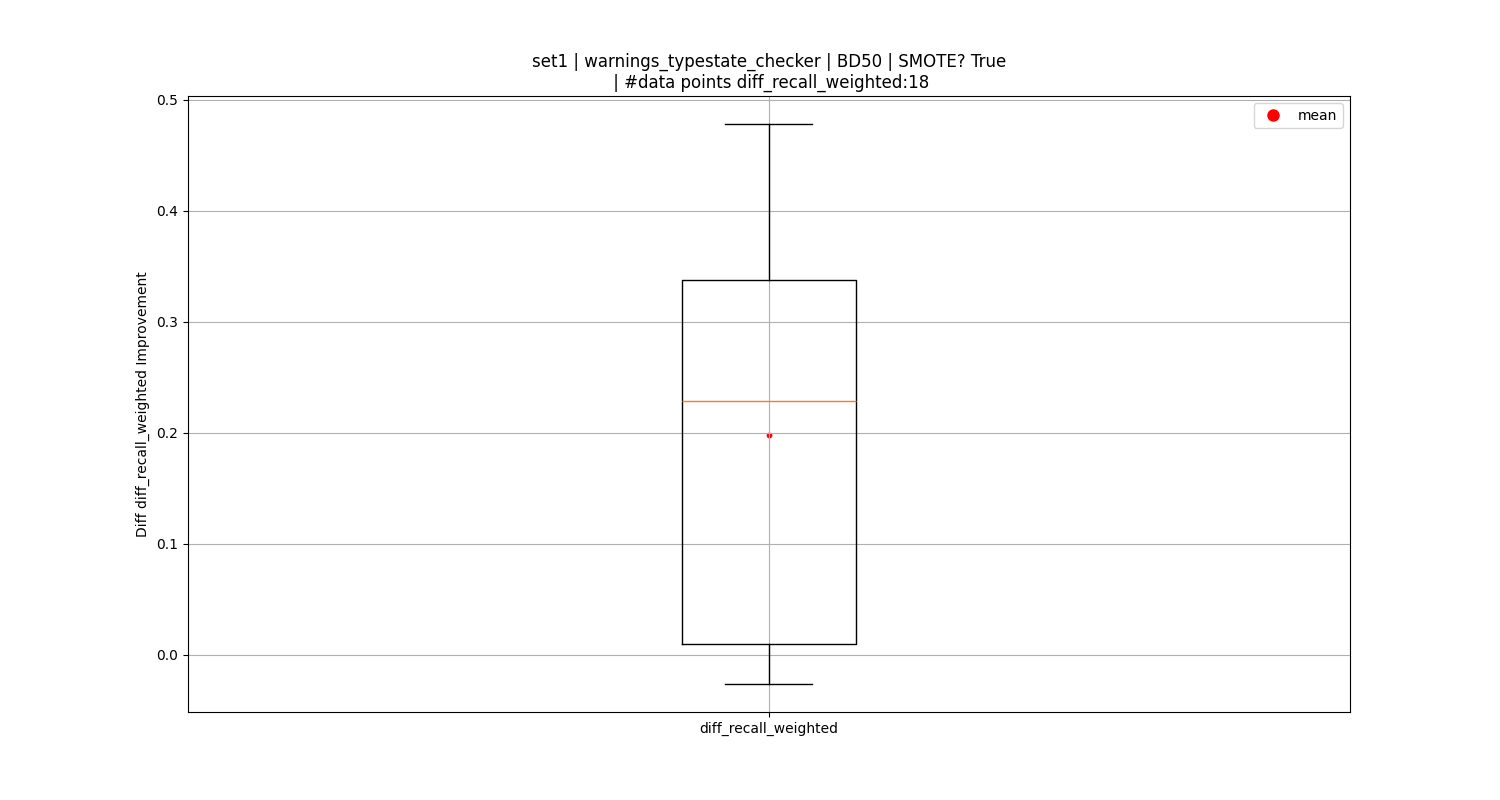 set1 | warnings_typestate_checker | BD50 | SMOTE? True
| #data points diff_recall_weighted:18
mean
0.5
0.4
0.3
0.2
0.1
0.0
Diff diff_recall_weighted Improvement
diff_recall_weighted